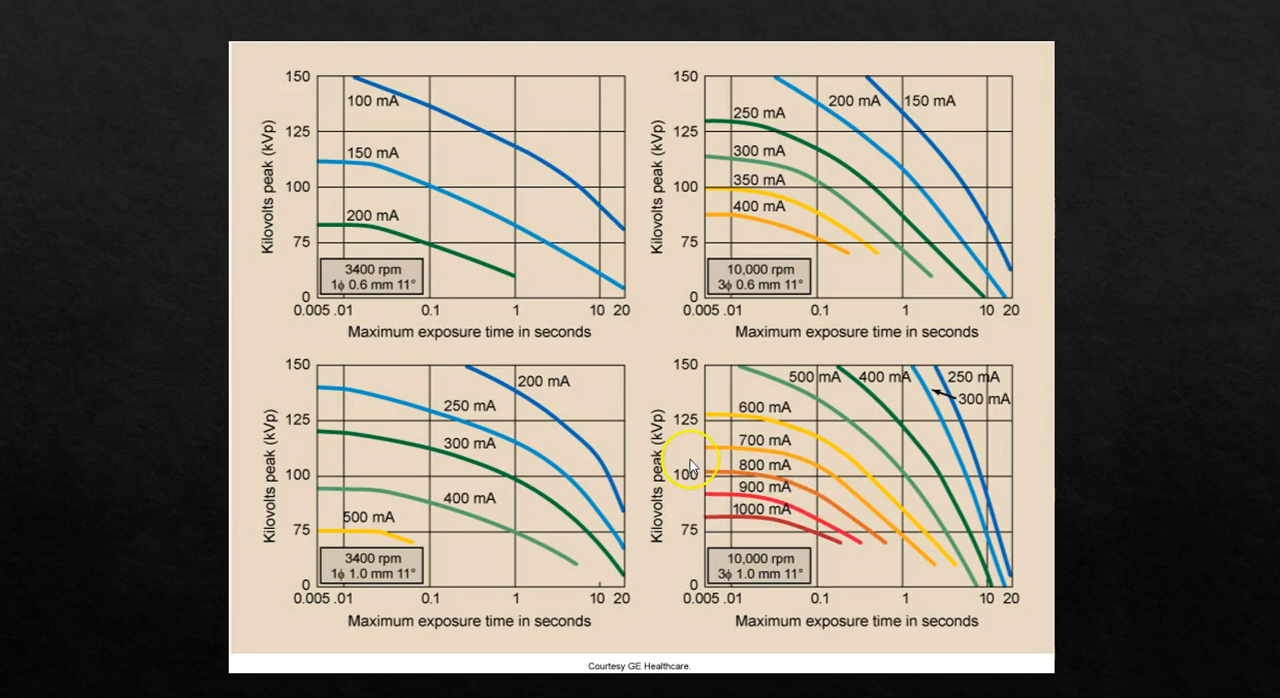 150
125
100
75
0
Kilovolts peak (kVp)
100 mA
150 mA
200 mA
3400 rpm
1ϕ 0.6 mm 11°
0.005 .01 0.1 1 10 20
Maximum exposure time in seconds
150
125
100
75
0
Kilovolts peak (kVp)
200 mA 150 mA
250 mA
300 mA
350 mA
400 mA
10,000 rpm
3ϕ 0.6 mm 11°
0.005 .01 0.1 1 10 20
Maximum exposure time in seconds
150
125
100
75
0
Kilovolts peak (kVp)
200 mA
250 mA
300 mA
400 mA
500 mA
3400 rpm
1ϕ 1.0 mm 11°
0.005 .01 0.1 1 10 20
Maximum exposure time in seconds
150
125
100
75
0
Kilovolts peak (kVp)
500 mA 400 mA 250 mA
300 mA
600 mA
700 mA
800 mA
900 mA
1000 mA
10,000 rpm
3ϕ 1.0 mm 11°
0.005 .01 0.1 1 10 20
Maximum exposure time in seconds
Courtesy GE Healthcare.